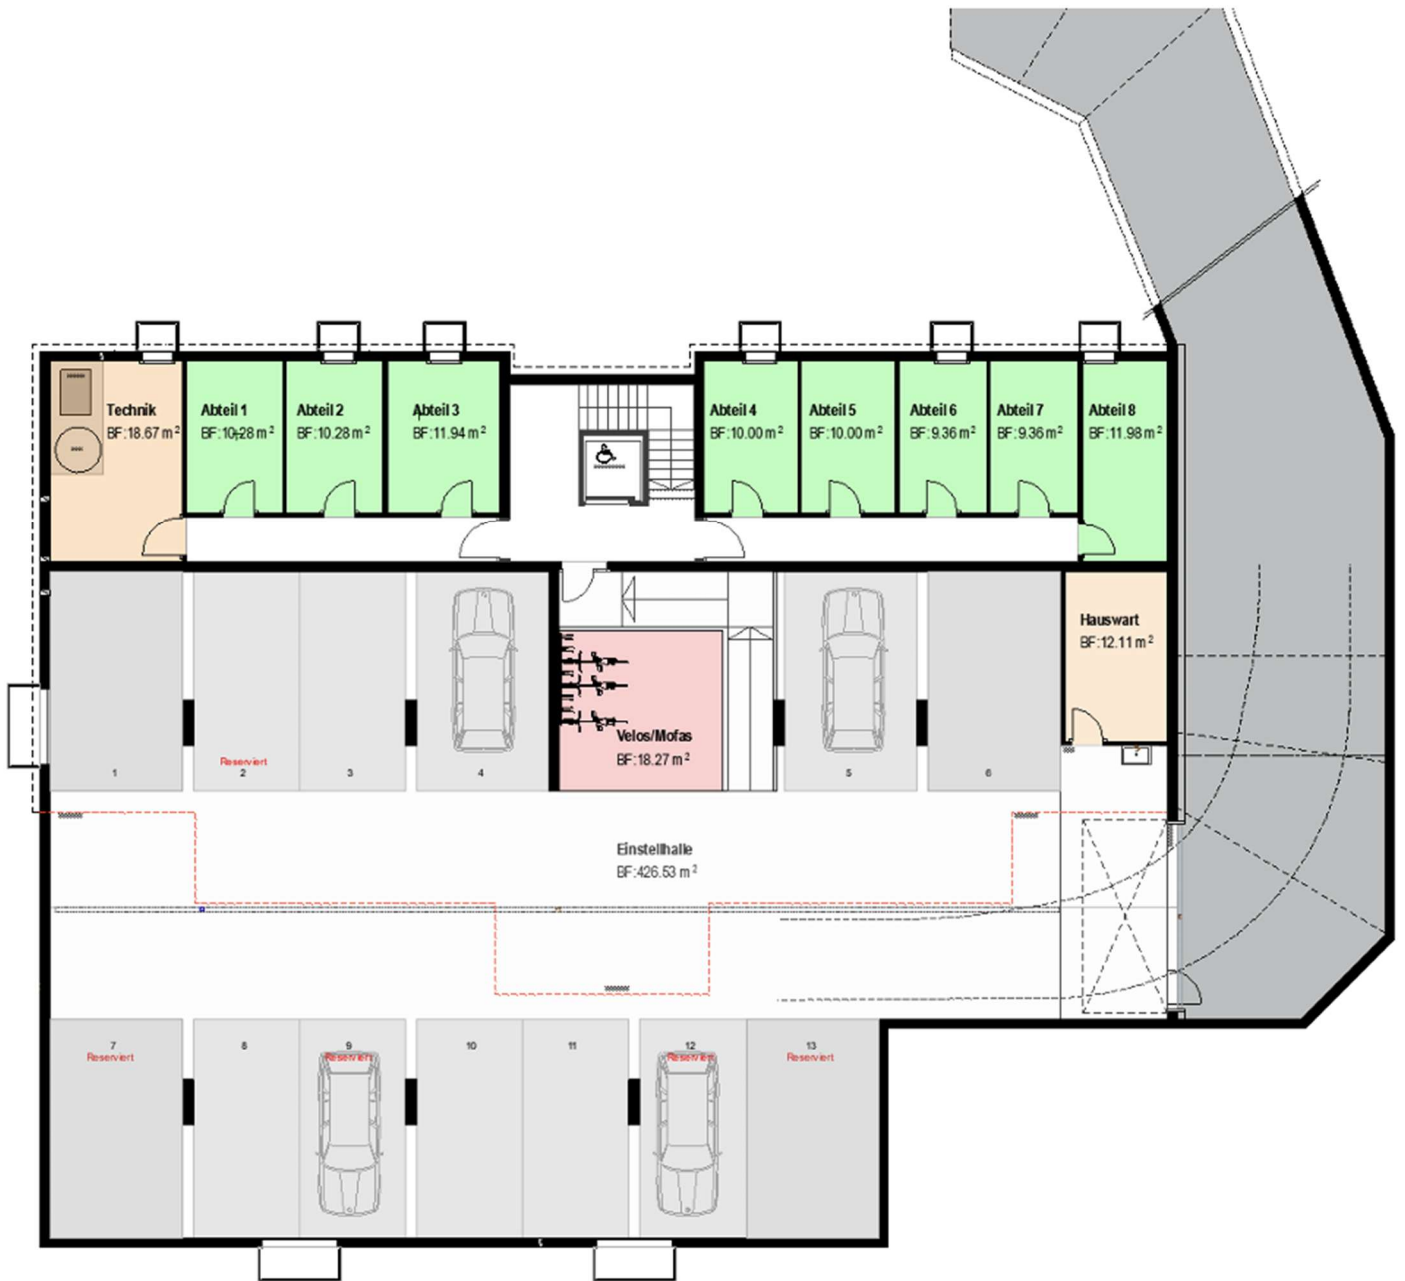 Technik
BF:18.67 m²
Abteil 1
BF:10.28 m²
Abteil 2
BF:10.28 m²
Abteil 3
BF:11.94 m²
Abteil 4
BF:10.00 m²
Abteil 5
BF:10.00 m²
Abteil 6
BF:9.36 m²
Abteil 7
BF:9.36 m²
Abteil 8
BF:11.98 m²
Hauswart
BF:12.11 m²
Velos/Mofas
BF:18.27 m²
1
Reserviert
2
3
4
5
6
Einstellhalle
BF:426.53 m²
7
Reserviert
8
9
Reserviert
10
11
12
Reserviert
13
Reserviert